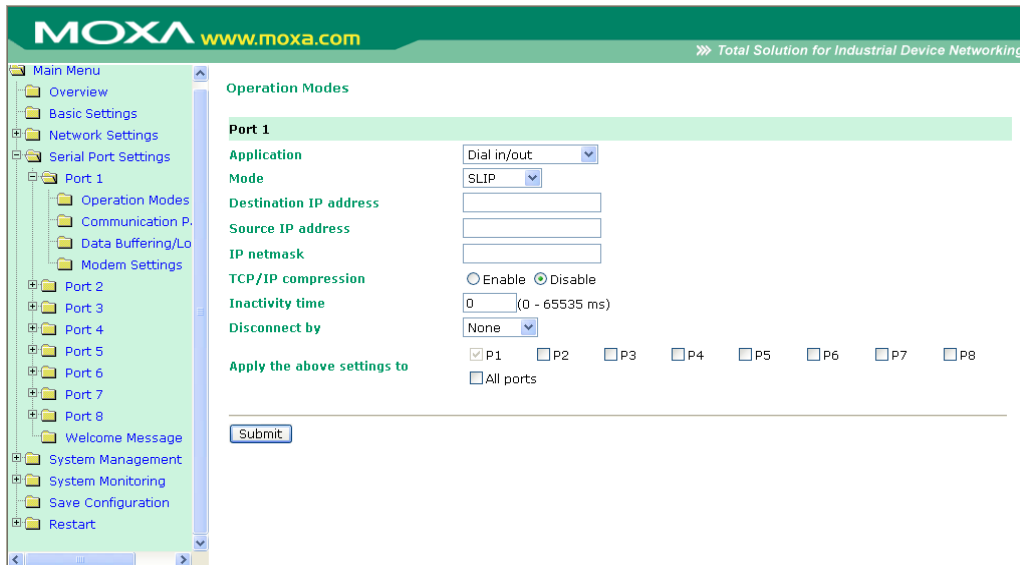 MOXA www.moxa.com
Total Solution for Industrial Device Networking
Main Menu
Overview
Basic Settings
Network Settings
Serial Port Settings
Port 1
Operation Modes
Communication P
Data Buffering/Lo
Modem Settings
Port 2
Port 3
Port 4
Port 5
Port 6
Port 7
Port 8
Welcome Message
System Management
System Monitoring
Save Configuration
Restart
Operation Modes
Port 1
Application Dial in/out
Mode SLIP
Destination IP address
Source IP address
IP netmask
TCP/IP compression Enable Disable
Inactivity time 0 (0 - 65535 ms)
Disconnect by None
Apply the above settings to P1 P2 P3 P4 P5 P6 P7 P8
All ports
Submit